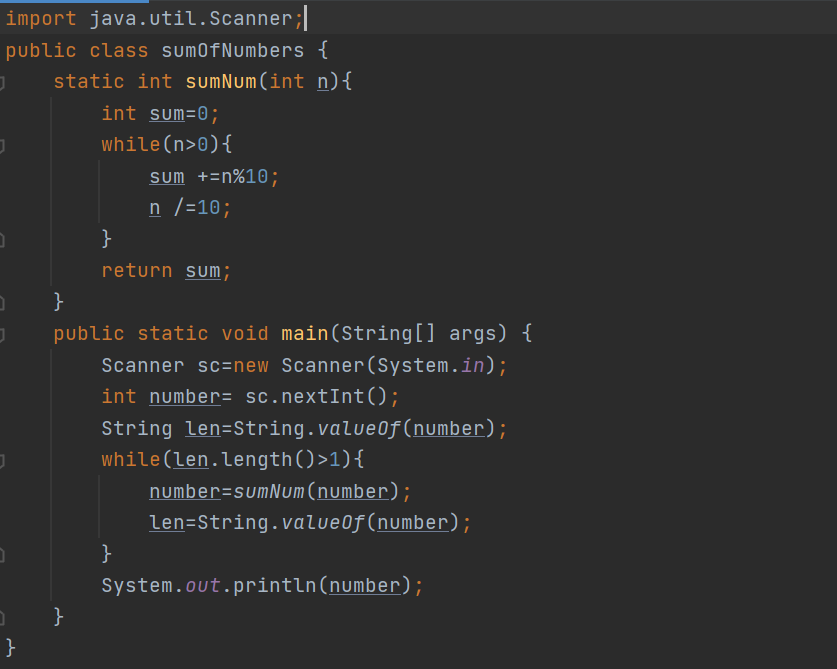 import java.util.Scanner;
public class sumOfNumbers {
    static int sumNum(int n){
        int sum=0;
        while(n>0){
            sum +=n%10;
            n /=10;
        }
        return sum;
    }
    public static void main(String[] args) {
        Scanner sc=new Scanner(System.in);
        int number= sc.nextInt();
        String len=String.valueOf(number);
        while(len.length()>1){
            number=sumNum(number);
            len=String.valueOf(number);
        }
        System.out.println(number);
    }
}